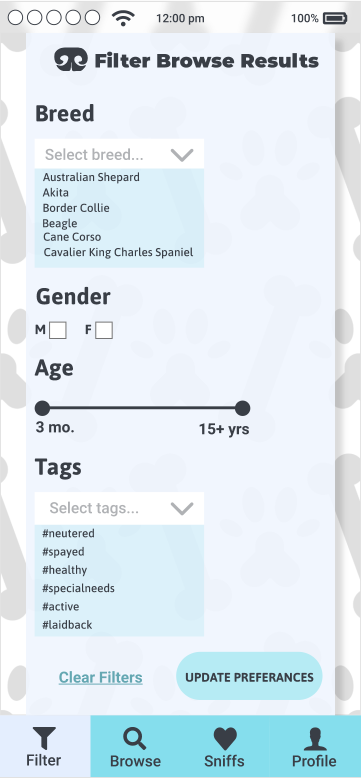 12:00 pm 100%
Filter Browse Results
Breed
Select breed...
Australian Shepard
Akita
Border Collie
Beagle
Cane Corso
Cavalier King Charles Spaniel
Gender
M F
Age
3 mo. 15+ yrs
Tags
Select tags...
#neutered
#spayed
#healthy
#specialneeds
#active
#laidback
Clear Filters UPDATE PREFERANCES
Filter Browse Sniffs Profile